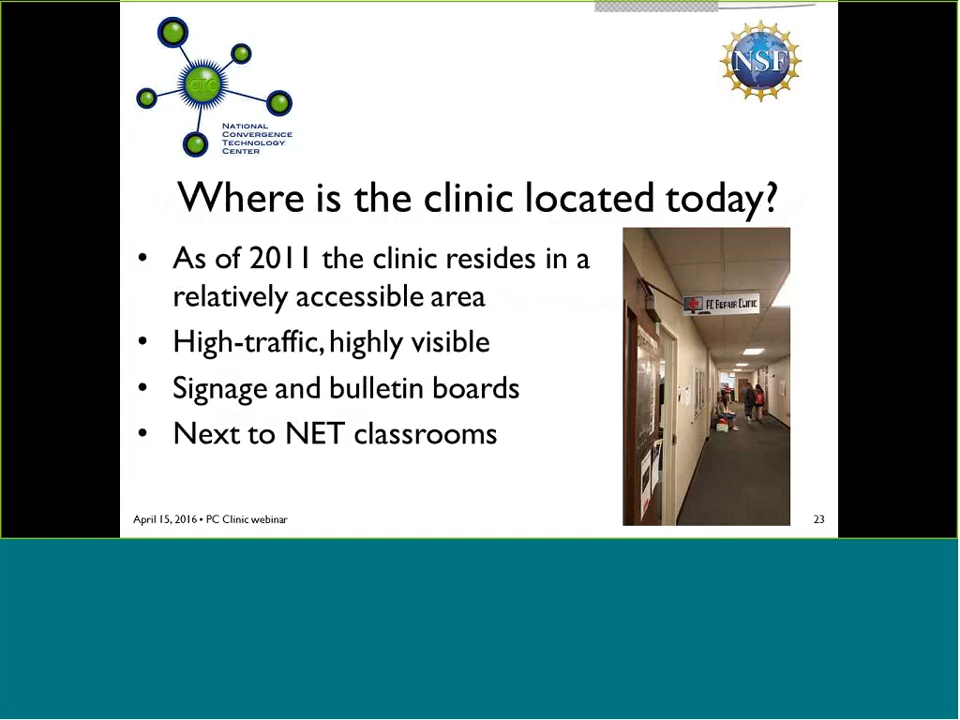 CTC
NSF
NATIONAL
CONVERGENCE
TECHNOLOGY
CENTER
Where is the clinic located today?
• As of 2011 the clinic resides in a
relatively accessible area
• High-traffic, highly visible
• Signage and bulletin boards
• Next to NET classrooms
PC REPAIR CLINIC
April 15, 2016 • PC Clinic webinar
23